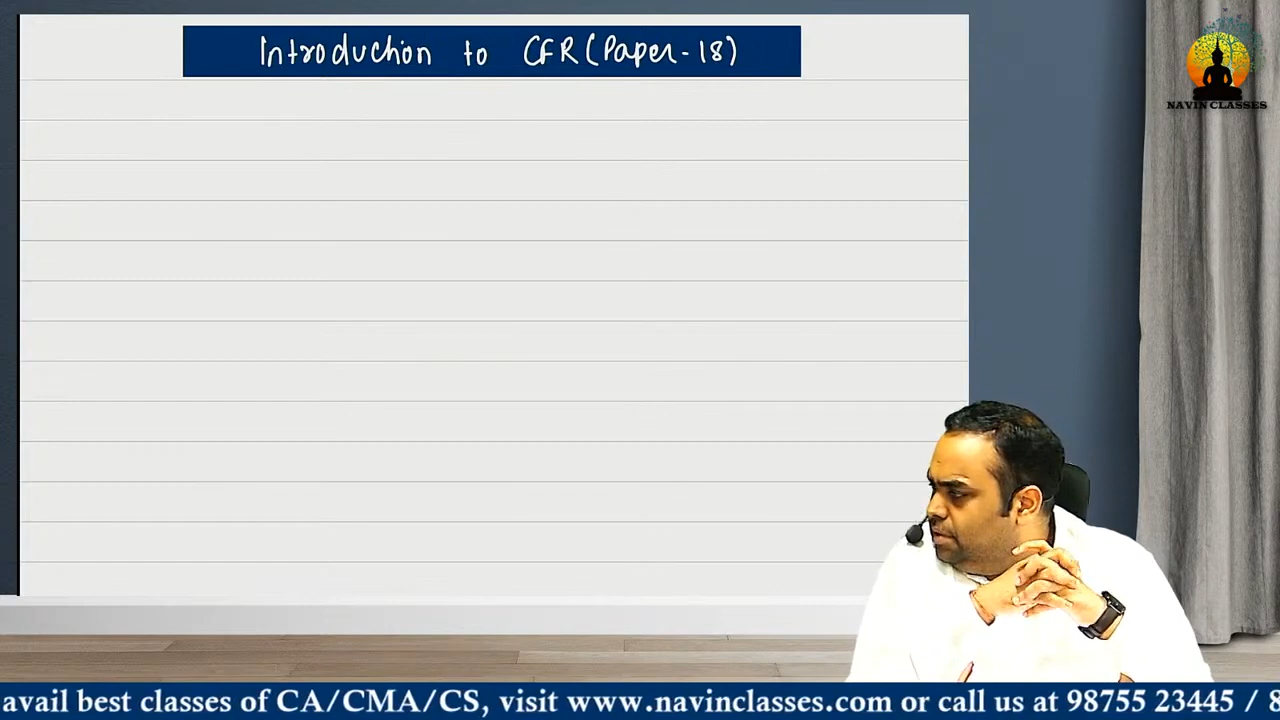 Introduction to CFR (Paper-18)
NAVIN CLASSES
avail best classes of CA/CMA/CS, visit www.navinclasses.com or call us at 98755 23445 / 8